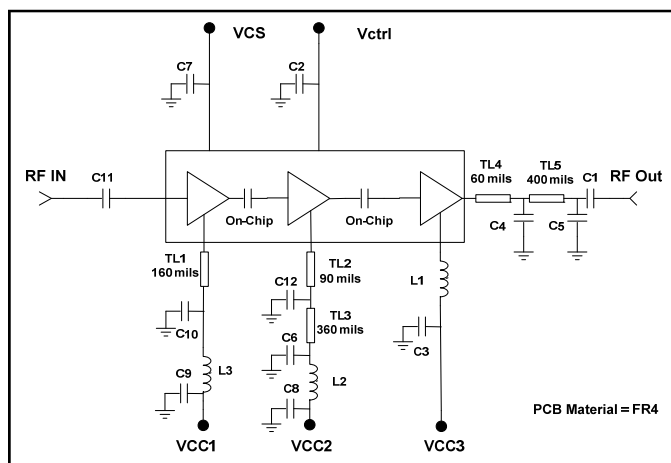 VCS
Vctrl
C7
C2
RF IN
C11
On-Chip
On-Chip
TL4
60 mils
TL5
400 mils
C1
RF Out
C4
C5
TL1
160 mils
TL2
90 mils
L1
C12
C10
TL3
360 mils
C3
C6
C9
L3
L2
C8
VCC1
VCC2
VCC3
PCB Material = FR4